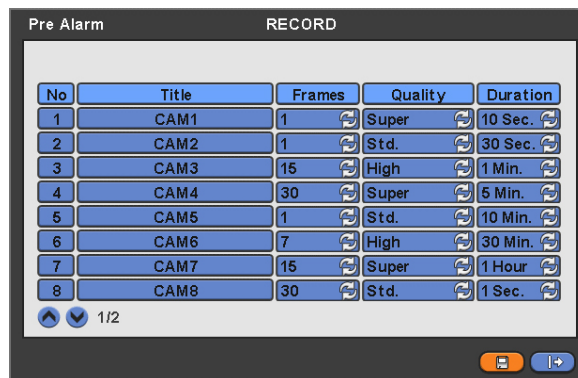 Pre Alarm RECORD
No Title Frames Quality Duration
1 CAM1 1 Super 10 Sec.
2 CAM2 1 Std. 30 Sec.
3 CAM3 15 High 1 Min.
4 CAM4 30 Super 5 Min.
5 CAM5 1 Std. 10 Min.
6 CAM6 7 High 30 Min.
7 CAM7 15 Super 1 Hour
8 CAM8 30 Std. 1 Sec.
1/2